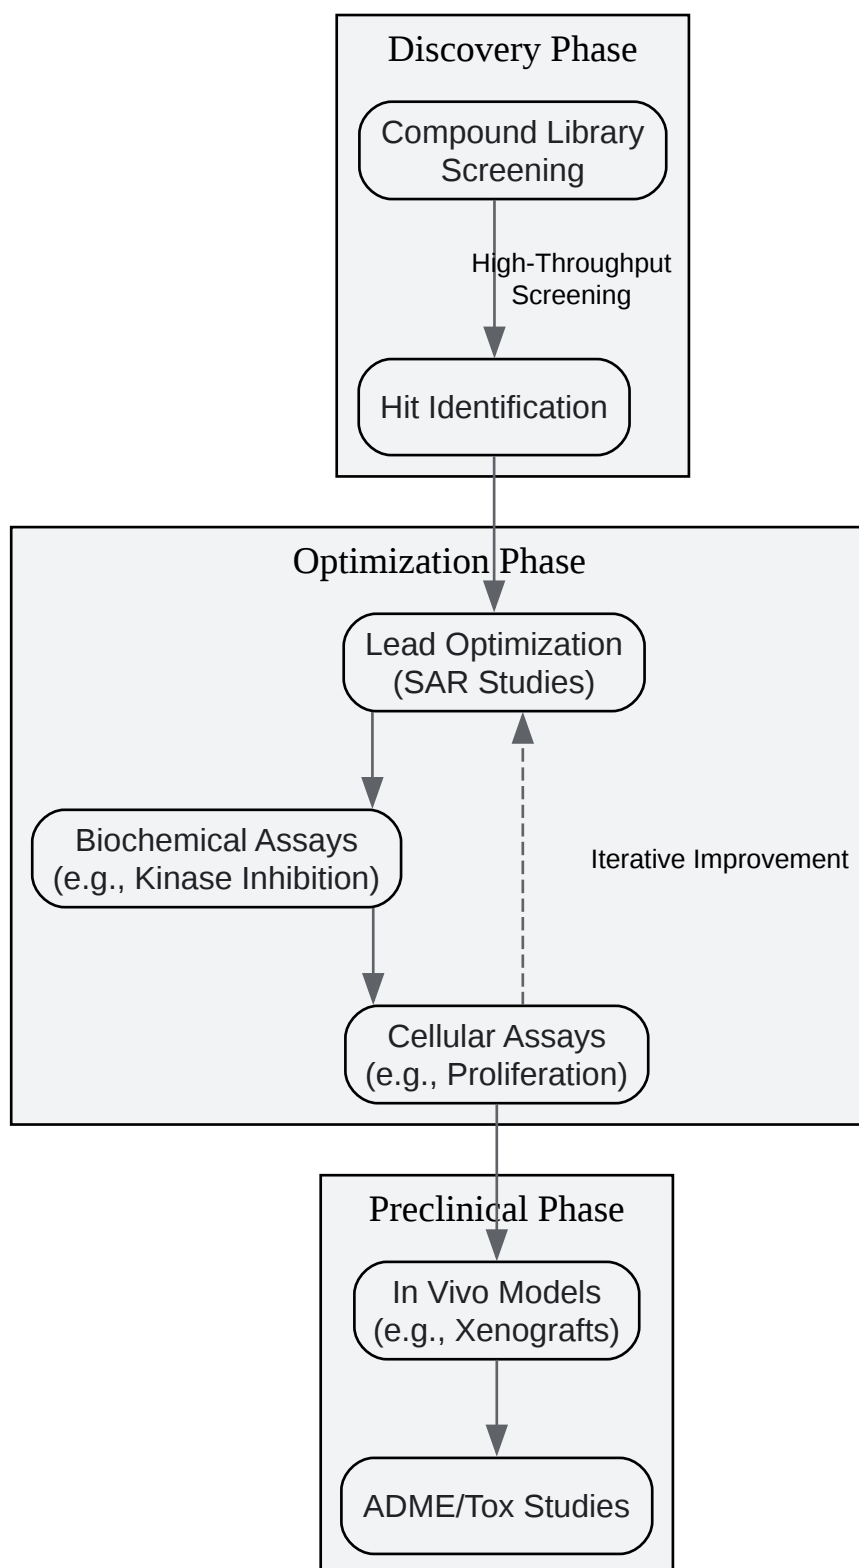 Discovery Phase
Compound Library
Screening
High-Throughput
Screening
Hit Identification
Optimization Phase
Lead Optimization
(SAR Studies)
Biochemical Assays
(e.g., Kinase Inhibition)
Iterative Improvement
Cellular Assays
(e.g., Proliferation)
Preclinical Phase
In Vivo Models
(e.g., Xenografts)
ADME/Tox Studies